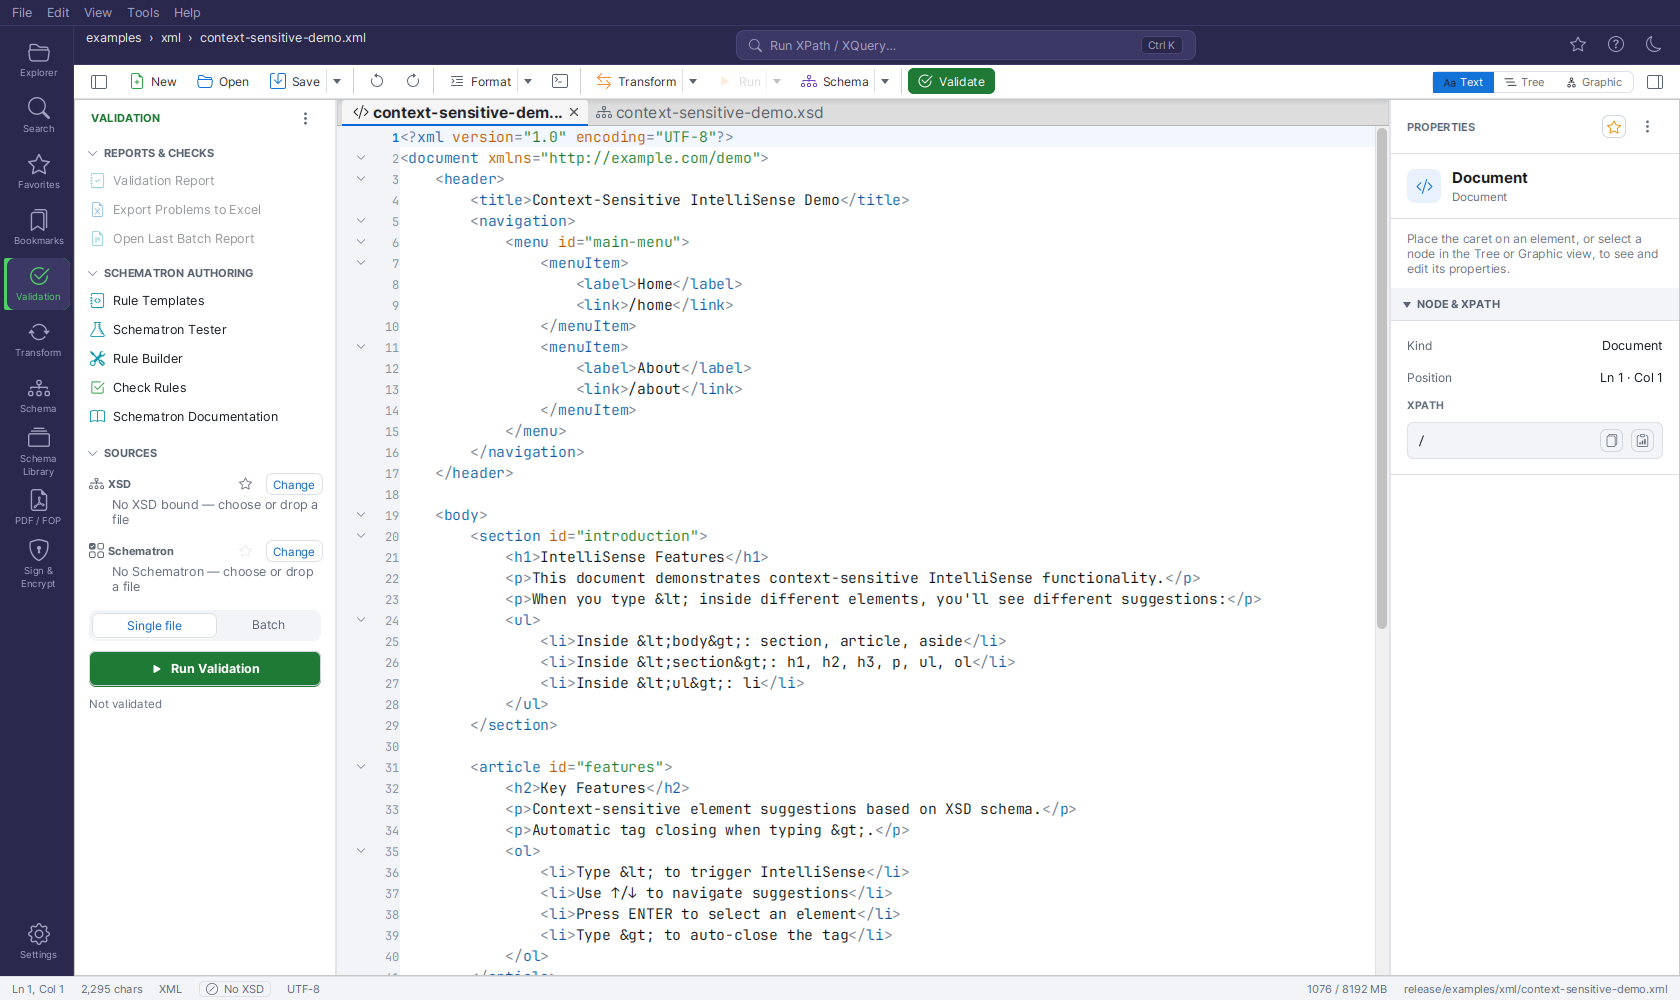 File Edit View Tools Help
examples › xml › context-sensitive-demo.xml
Run XPath / XQuery... Ctrl K
New Open Save Format Transform Run Schema Validate Text Tree Graphic
Explorer
Search
Favorites
Bookmarks
Validation
Transform
Schema
Schema
Library
PDF / FOP
Sign &
Encrypt
Settings
VALIDATION
REPORTS & CHECKS
Validation Report
Export Problems to Excel
Open Last Batch Report
SCHEMATRON AUTHORING
Rule Templates
Schematron Tester
Rule Builder
Check Rules
Schematron Documentation
SOURCES
XSD Change
No XSD bound — choose or drop a
file
Schematron Change
No Schematron — choose or drop
a file
Single file Batch
Run Validation
Not validated
context-sensitive-dem... context-sensitive-demo.xsd
1 <?xml version="1.0" encoding="UTF-8"?>
2 <document xmlns="http://example.com/demo">
3 <header>
4 <title>Context-Sensitive IntelliSense Demo</title>
5 <navigation>
6 <menu id="main-menu">
7 <menuItem>
8 <label>Home</label>
9 <link>/home</link>
10 </menuItem>
11 <menuItem>
12 <label>About</label>
13 <link>/about</link>
14 </menuItem>
15 </menu>
16 </navigation>
17 </header>
18
19 <body>
20 <section id="introduction">
21 <h1>IntelliSense Features</h1>
22 <p>This document demonstrates context-sensitive IntelliSense functionality.</p>
23 <p>When you type &lt; inside different elements, you'll see different suggestions:</p>
24 <ul>
25 <li>Inside &lt;body&gt;: section, article, aside</li>
26 <li>Inside &lt;section&gt;: h1, h2, h3, p, ul, ol</li>
27 <li>Inside &lt;ul&gt;: li</li>
28 </ul>
29 </section>
30
31 <article id="features">
32 <h2>Key Features</h2>
33 <p>Context-sensitive element suggestions based on XSD schema.</p>
34 <p>Automatic tag closing when typing &gt;.</p>
35 <ol>
36 <li>Type &lt; to trigger IntelliSense</li>
37 <li>Use ↑/↓ to navigate suggestions</li>
38 <li>Press ENTER to select an element</li>
39 <li>Type &gt; to auto-close the tag</li>
40 </ol>
41 </article>
PROPERTIES
Document
Document
Place the caret on an element, or select a
node in the Tree or Graphic view, to see and
edit its properties.
NODE & XPATH
Kind Document
Position Ln 1 · Col 1
XPATH
/
Ln 1, Col 1 2,295 chars XML No XSD UTF-8 1076 / 8192 MB release/examples/xml/context-sensitive-demo.xml